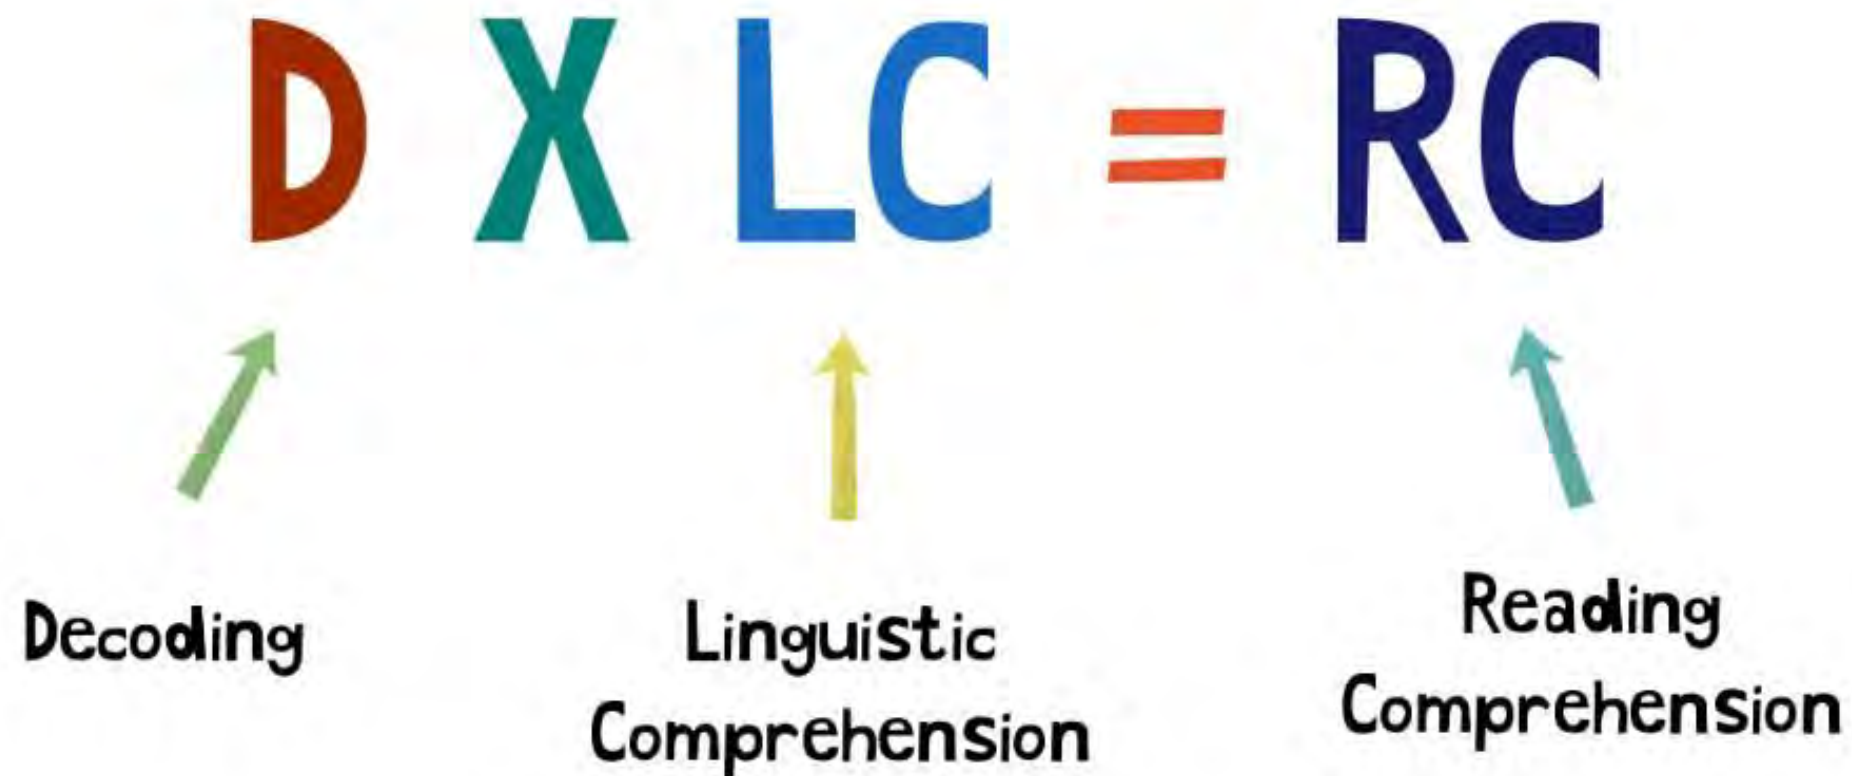 D X LC = RC
Decoding
Linguistic
Comprehension
Reading
Comprehension